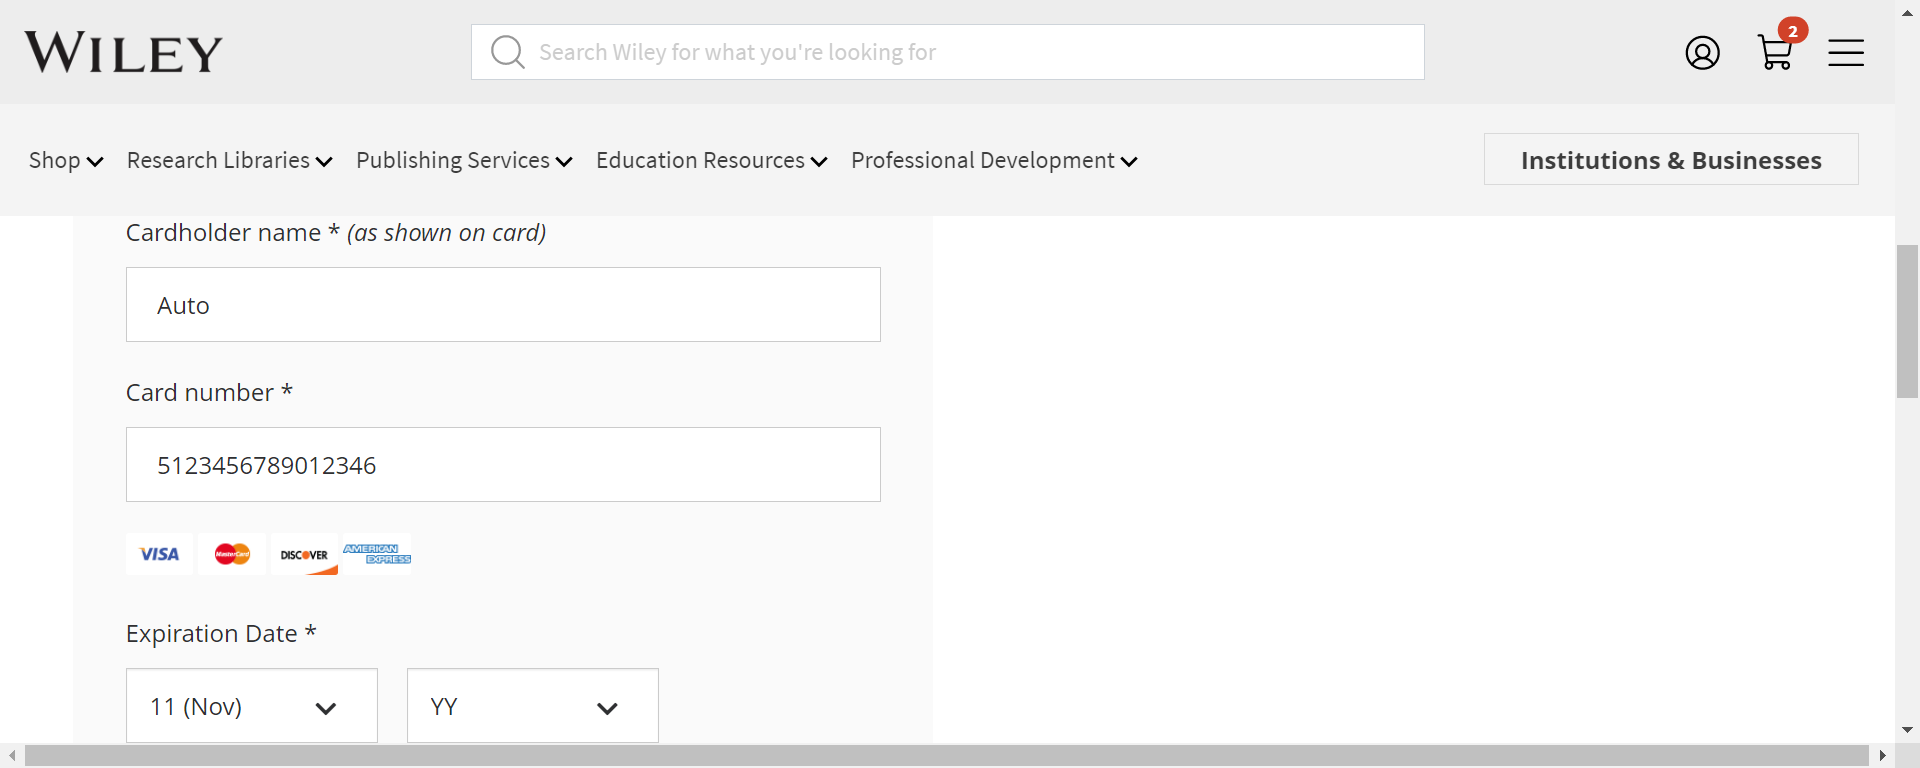 WILEY
Search Wiley for what you're looking for
2
Shop Research Libraries Publishing Services Education Resources Professional Development Institutions & Businesses
Cardholder name * (as shown on card)
Auto
Card number *
5123456789012346
VISA MasterCard DISCOVER AMERICAN EXPRESS
Expiration Date *
11 (Nov) YY